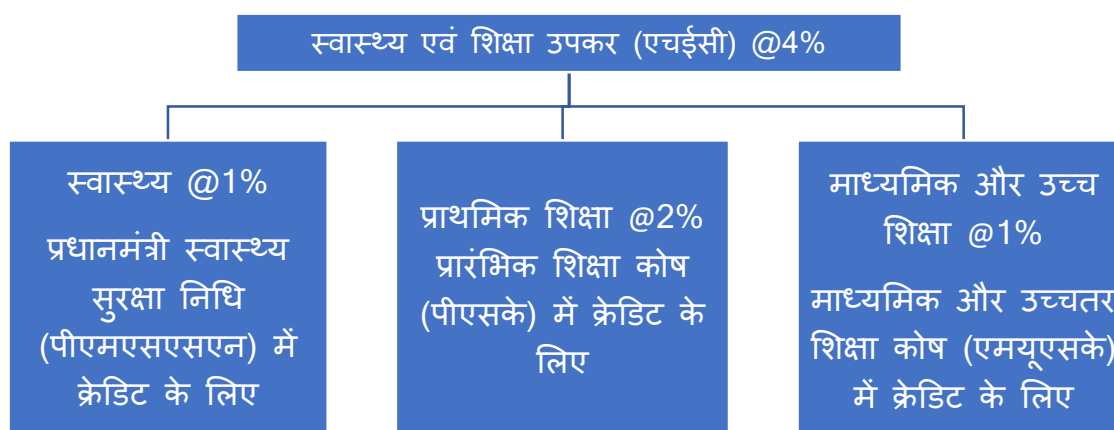 स्वास्थ्य एवं शिक्षा उपकर (एचईसी) @4%
स्वास्थ्य @1%
प्रधानमंत्री स्वास्थ्य
सुरक्षा निधि
(पीएमएसएसएन) में
क्रेडिट के लिए
प्राथमिक शिक्षा @2%
प्रारंभिक शिक्षा कोष
(पीएसके) में क्रेडिट के
लिए
माध्यमिक और उच्च
शिक्षा @1%
माध्यमिक और उच्चतर
शिक्षा कोष (एमयूएसके)
में क्रेडिट के लिए